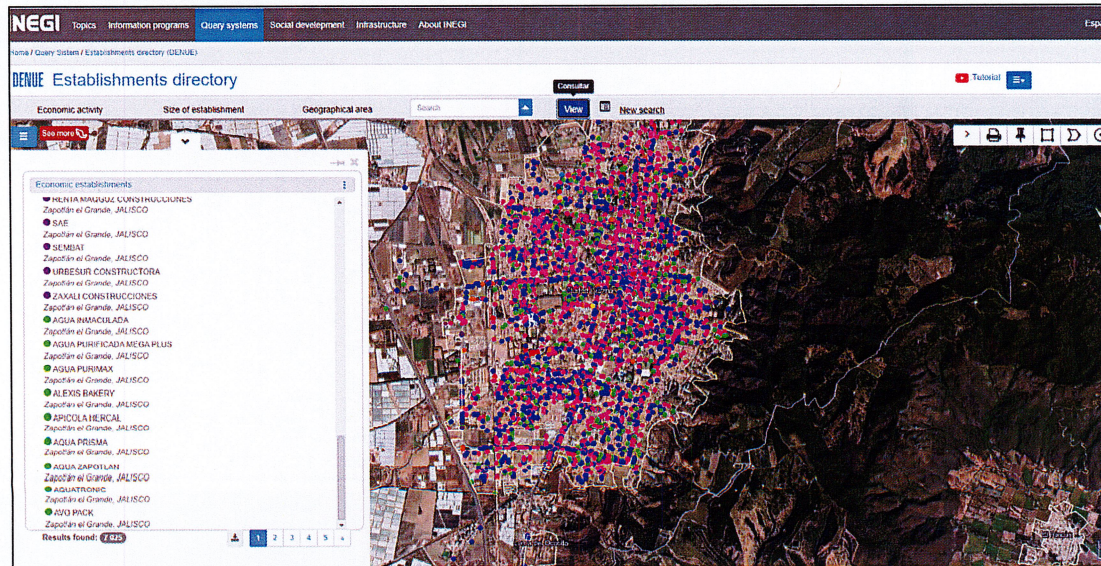 INEGI Topics Information programs Query systems Social development Infrastructure About INEGI
Home / Query Sistem / Establishments directory (DENUE)
DENUE Establishments directory
Tutorial
Consultar
Economic activity Size of establishment Geographical area Search View New search
See more
Economic establishments
RENTA MAQGUZ CONSTRUCCIONES
Zapotlán el Grande, JALISCO
SAE
Zapotlán el Grande, JALISCO
SEMBAT
Zapotlán el Grande, JALISCO
URBESUR CONSTRUCTORA
Zapotlán el Grande, JALISCO
ZAXALI CONSTRUCCIONES
Zapotlán el Grande, JALISCO
AGUA INMACULADA
Zapotlán el Grande, JALISCO
AGUA PURIFICADA MEGA PLUS
Zapotlán el Grande, JALISCO
AGUA PURIMAX
Zapotlán el Grande, JALISCO
ALEXIS BAKERY
Zapotlán el Grande, JALISCO
APICOLA HERCAL
Zapotlán el Grande, JALISCO
AQUA PRISMA
Zapotlán el Grande, JALISCO
AQUA ZAPOTLAN
Zapotlán el Grande, JALISCO
AQUATRONIC
Zapotlán el Grande, JALISCO
AVO PACK
Zapotlán el Grande, JALISCO
Results found: 7 025
1 2 3 4 5